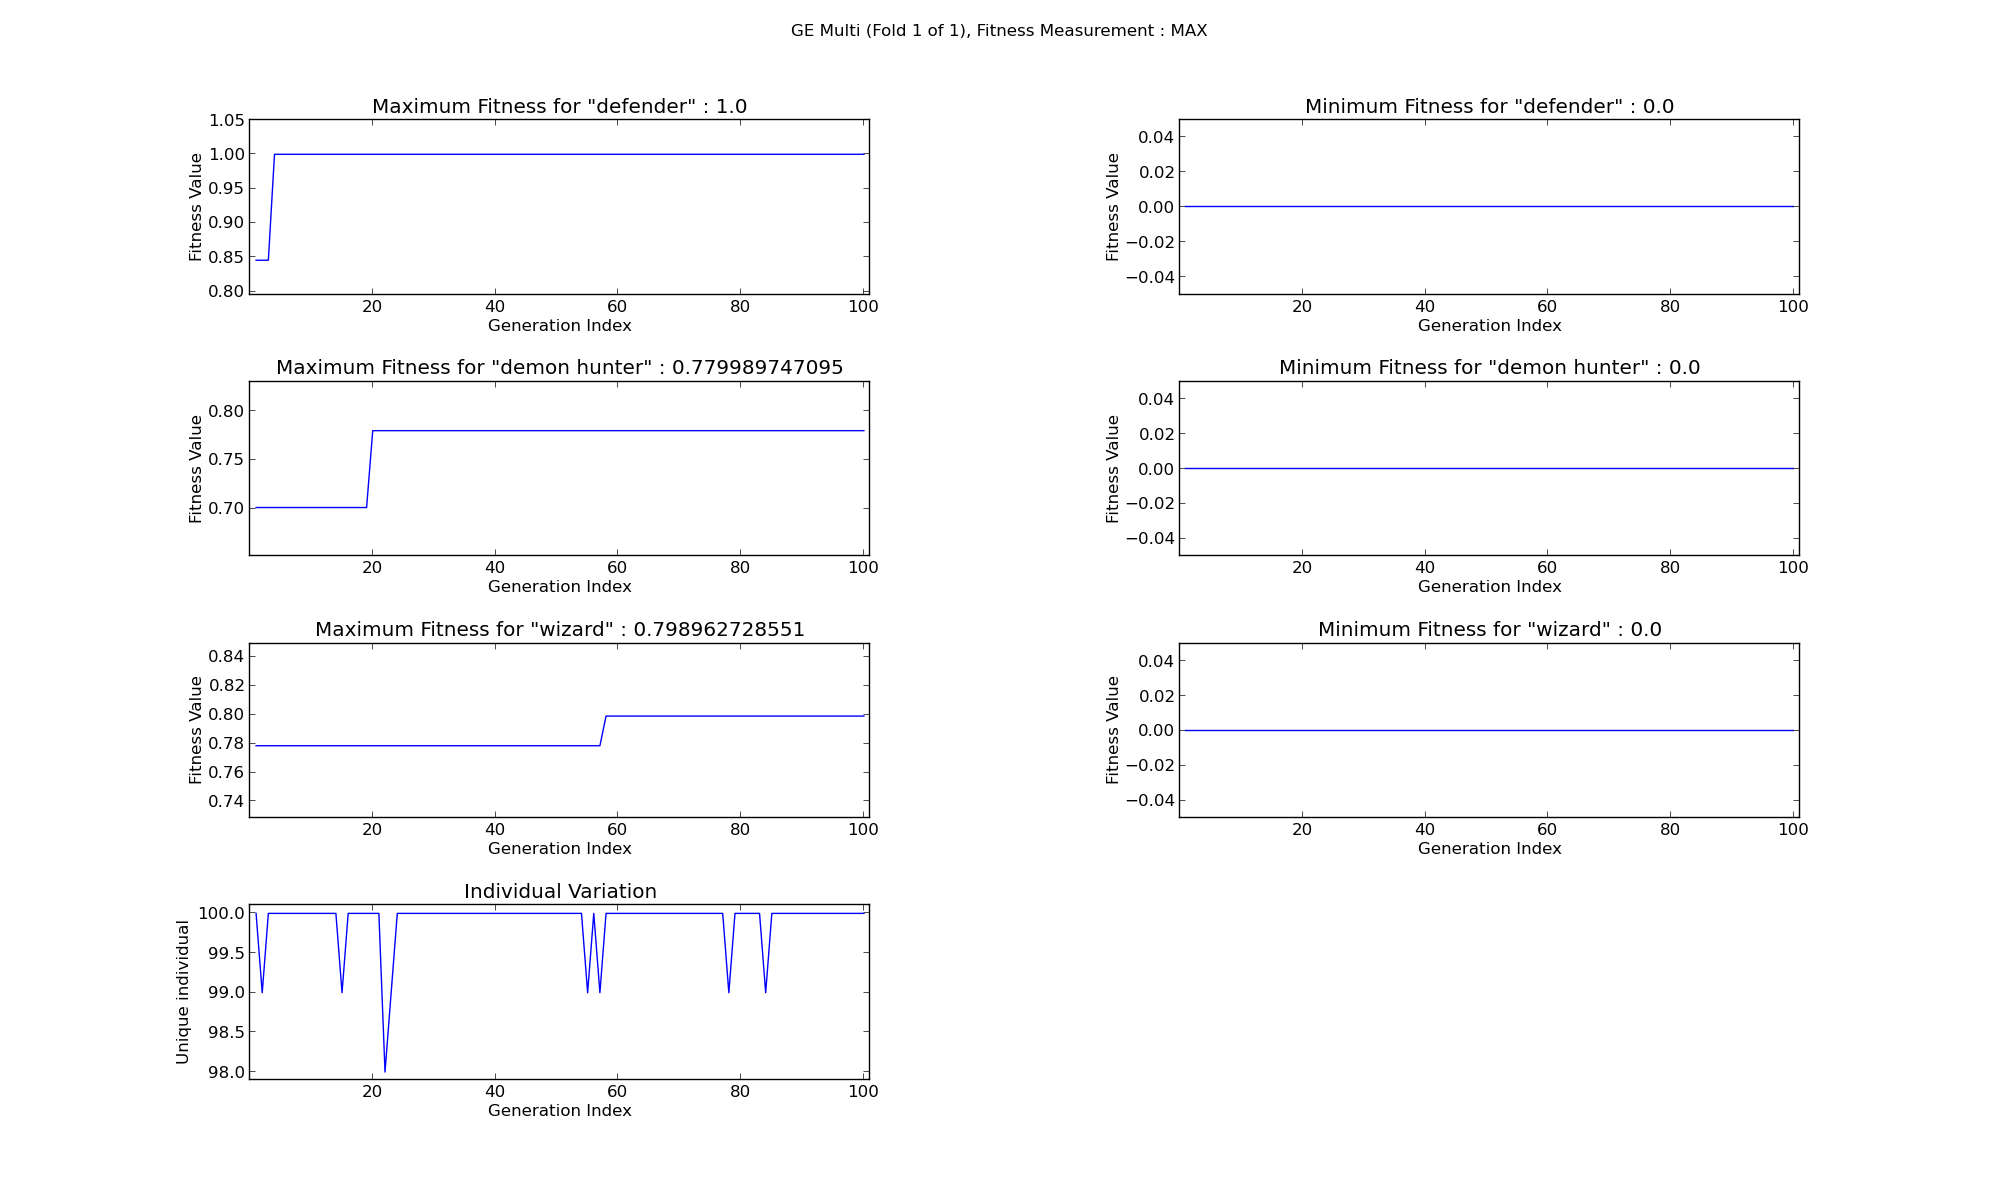 GE Multi (Fold 1 of 1), Fitness Measurement : MAX
Maximum Fitness for "defender" : 1.0
1.05
1.00
0.95
0.90
0.85
0.80
Fitness Value
20 40 60 80 100
Generation Index
Minimum Fitness for "defender" : 0.0
0.04
0.02
0.00
−0.02
−0.04
Fitness Value
20 40 60 80 100
Generation Index
Maximum Fitness for "demon hunter" : 0.779989747095
0.80
0.75
0.70
Fitness Value
20 40 60 80 100
Generation Index
Minimum Fitness for "demon hunter" : 0.0
0.04
0.02
0.00
−0.02
−0.04
Fitness Value
20 40 60 80 100
Generation Index
Maximum Fitness for "wizard" : 0.798962728551
0.84
0.82
0.80
0.78
0.76
0.74
Fitness Value
20 40 60 80 100
Generation Index
Minimum Fitness for "wizard" : 0.0
0.04
0.02
0.00
−0.02
−0.04
Fitness Value
20 40 60 80 100
Generation Index
Individual Variation
100.0
99.5
99.0
98.5
98.0
Unique individual
20 40 60 80 100
Generation Index